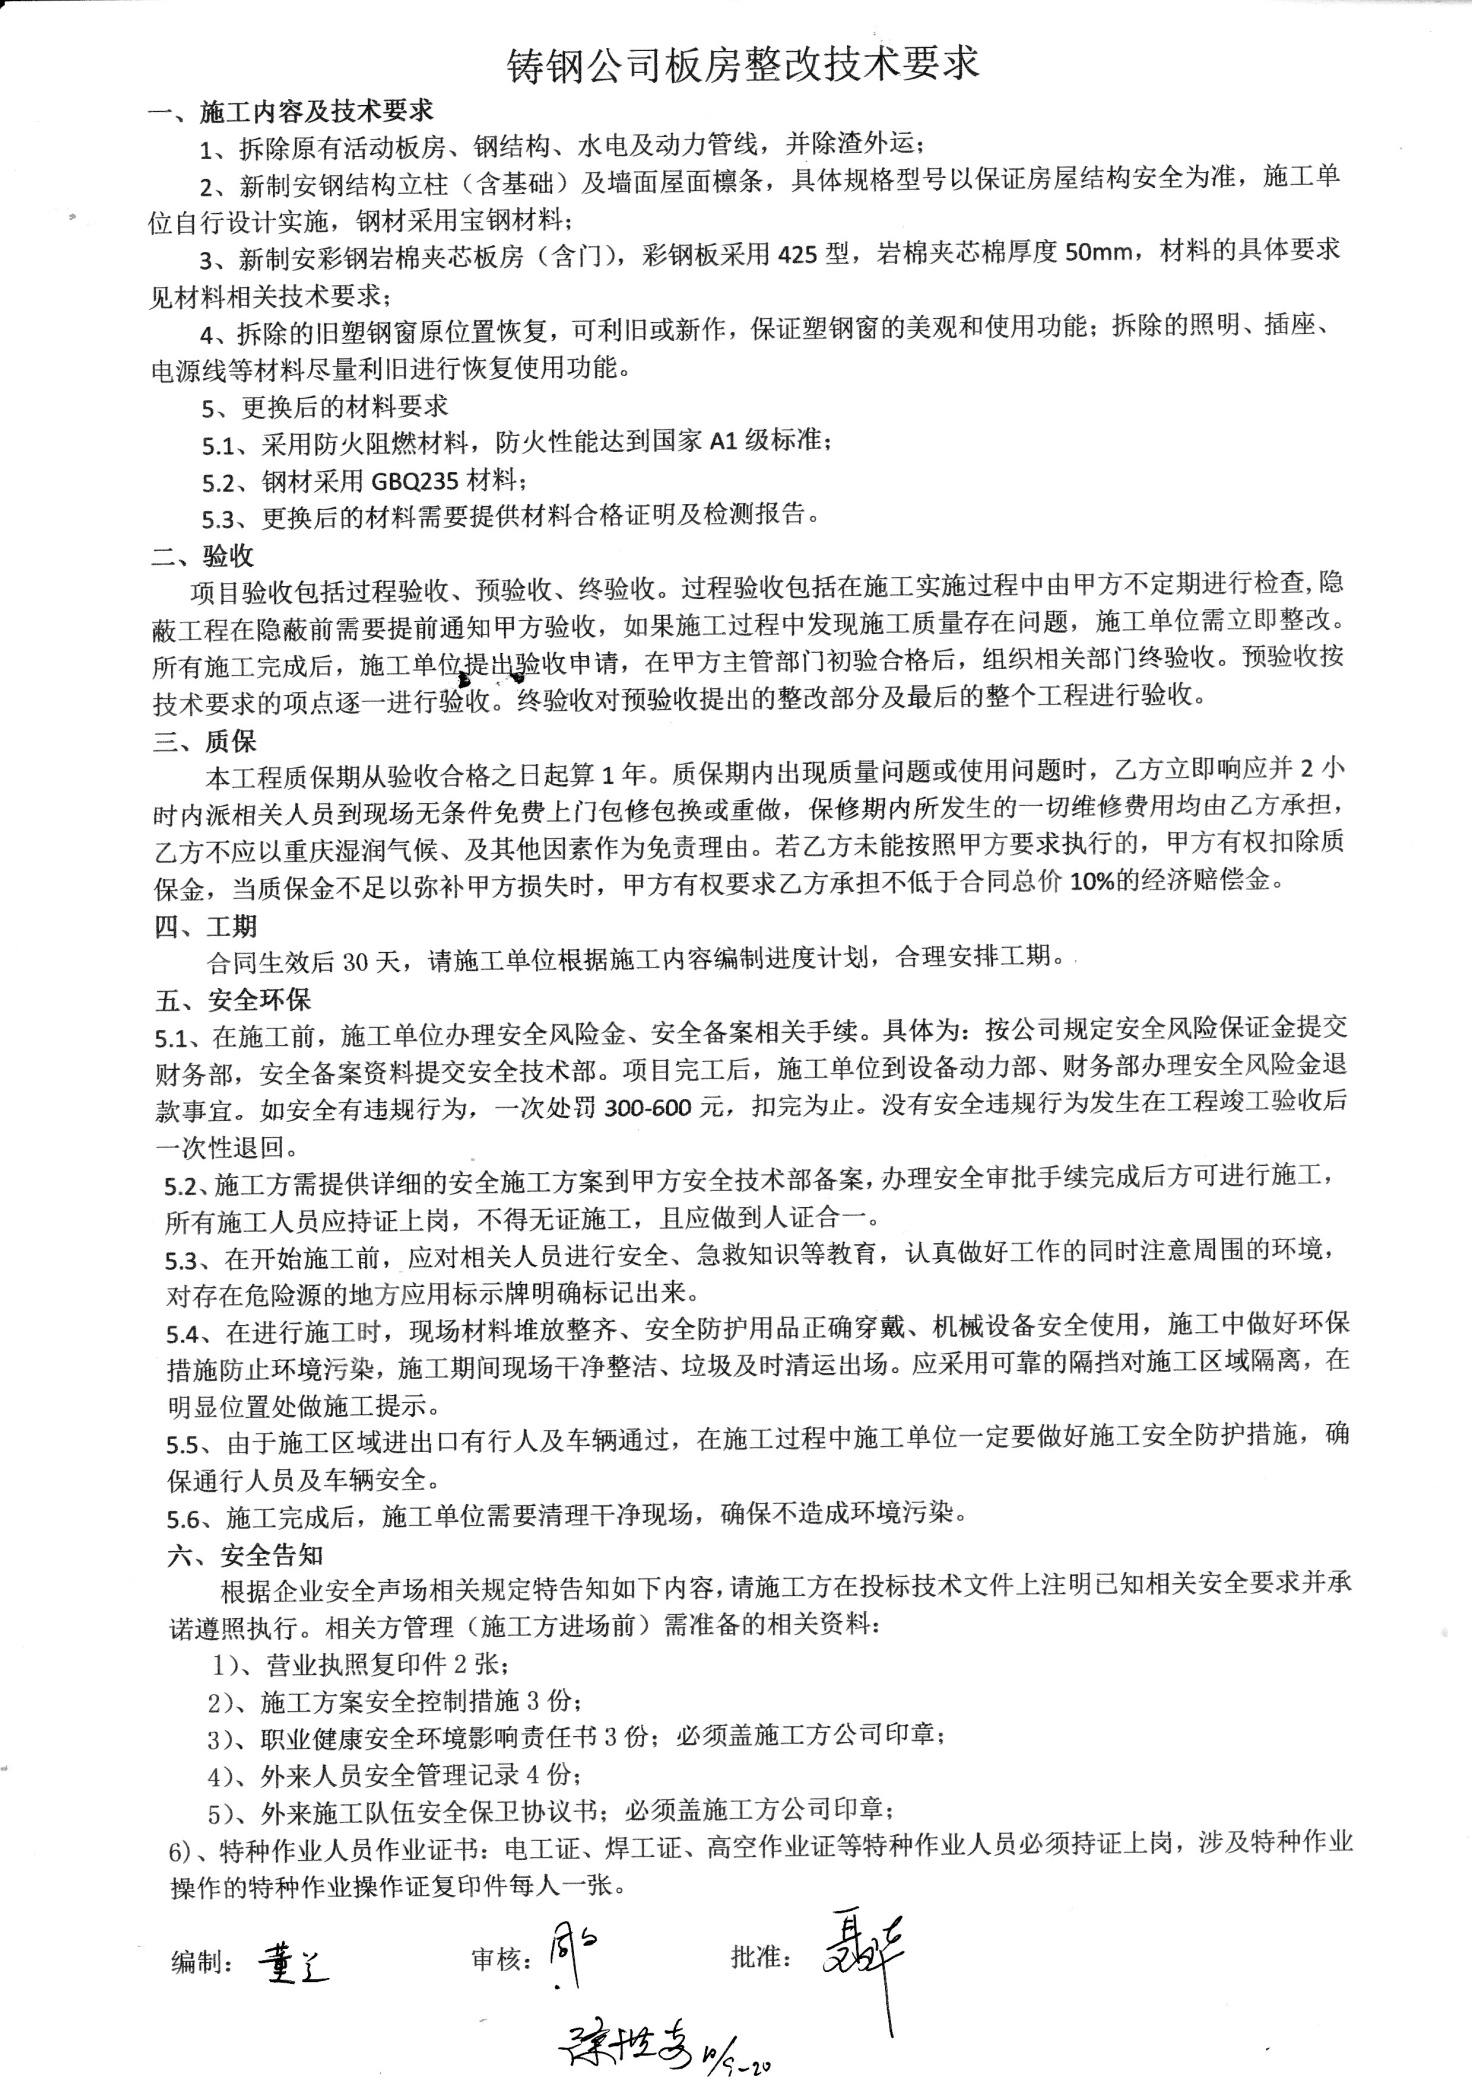 铸钢公司板房整改技术要求
一、施工内容及技术要求
1、拆除原有活动板房、钢结构、水电及动力管线，并除渣外运；
2、新制安钢结构立柱（含基础）及墙面屋面檩条，具体规格型号以保证房屋结构安全为准，施工单
位自行设计实施，钢材采用宝钢材料；
3、新制安彩钢岩棉夹芯板房（含门），彩钢板采用 425 型，岩棉夹芯棉厚度 50mm，材料的具体要求
见材料相关技术要求；
4、拆除的旧塑钢窗原位置恢复，可利旧或新作，保证塑钢窗的美观和使用功能；拆除的照明、插座、
电源线等材料尽量利旧进行恢复使用功能。
5、更换后的材料要求
5.1、采用防火阻燃材料，防火性能达到国家 A1 级标准；
5.2、钢材采用 GBQ235 材料；
5.3、更换后的材料需要提供材料合格证明及检测报告。
二、验收
项目验收包括过程验收、预验收、终验收。过程验收包括在施工实施过程中由甲方不定期进行检查,隐
蔽工程在隐蔽前需要提前通知甲方验收，如果施工过程中发现施工质量存在问题，施工单位需立即整改。
所有施工完成后，施工单位提出验收申请，在甲方主管部门初验合格后，组织相关部门终验收。预验收按
技术要求的项点逐一进行验收。终验收对预验收提出的整改部分及最后的整个工程进行验收。
三、质保
本工程质保期从验收合格之日起算 1 年。质保期内出现质量问题或使用问题时，乙方立即响应并 2 小
时内派相关人员到现场无条件免费上门包修包换或重做，保修期内所发生的一切维修费用均由乙方承担，
乙方不应以重庆湿润气候、及其他因素作为免责理由。若乙方未能按照甲方要求执行的，甲方有权扣除质
保金，当质保金不足以弥补甲方损失时，甲方有权要求乙方承担不低于合同总价 10%的经济赔偿金。
四、工期
合同生效后 30 天，请施工单位根据施工内容编制进度计划，合理安排工期。
五、安全环保
5.1、在施工前，施工单位办理安全风险金、安全备案相关手续。具体为：按公司规定安全风险保证金提交
财务部，安全备案资料提交安全技术部。项目完工后，施工单位到设备动力部、财务部办理安全风险金退
款事宜。如安全有违规行为，一次处罚 300-600 元，扣完为止。没有安全违规行为发生在工程竣工验收后
一次性退回。
5.2、施工方需提供详细的安全施工方案到甲方安全技术部备案，办理安全审批手续完成后方可进行施工，
所有施工人员应持证上岗，不得无证施工，且应做到人证合一。
5.3、在开始施工前，应对相关人员进行安全、急救知识等教育，认真做好工作的同时注意周围的环境，
对存在危险源的地方应用标示牌明确标记出来。
5.4、在进行施工时，现场材料堆放整齐、安全防护用品正确穿戴、机械设备安全使用，施工中做好环保
措施防止环境污染，施工期间现场干净整洁、垃圾及时清运出场。应采用可靠的隔挡对施工区域隔离，在
明显位置处做施工提示。
5.5、由于施工区域进出口有行人及车辆通过，在施工过程中施工单位一定要做好施工安全防护措施，确
保通行人员及车辆安全。
5.6、施工完成后，施工单位需要清理干净现场，确保不造成环境污染。
六、安全告知
根据企业安全声场相关规定特告知如下内容，请施工方在投标技术文件上注明已知相关安全要求并承
诺遵照执行。相关方管理（施工方进场前）需准备的相关资料：
1）、营业执照复印件 2 张；
2）、施工方案安全控制措施 3 份；
3）、职业健康安全环境影响责任书 3 份；必须盖施工方公司印章；
4）、外来人员安全管理记录 4 份；
5）、外来施工队伍安全保卫协议书；必须盖施工方公司印章；
6）、特种作业人员作业证书：电工证、焊工证、高空作业证等特种作业人员必须持证上岗，涉及特种作业
操作的特种作业操作证复印件每人一张。
编制： 董兰 审核： 批准： 聂华